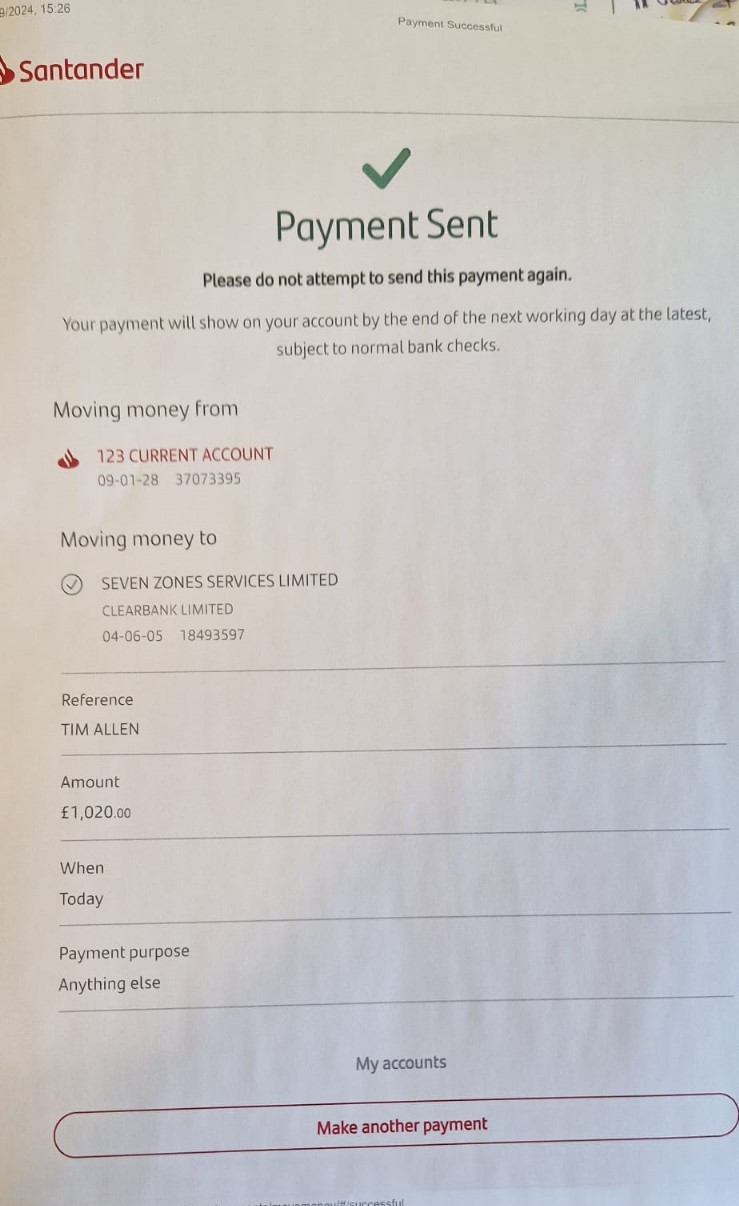 9/2024, 15:26
Payment Successful
Santander
Payment Sent
Please do not attempt to send this payment again.
Your payment will show on your account by the end of the next working day at the latest,
subject to normal bank checks.
Moving money from
123 CURRENT ACCOUNT
09-01-28 37073395
Moving money to
SEVEN ZONES SERVICES LIMITED
CLEARBANK LIMITED
04-06-05 18493597
Reference
TIM ALLEN
Amount
£1,020.00
When
Today
Payment purpose
Anything else
My accounts
Make another payment